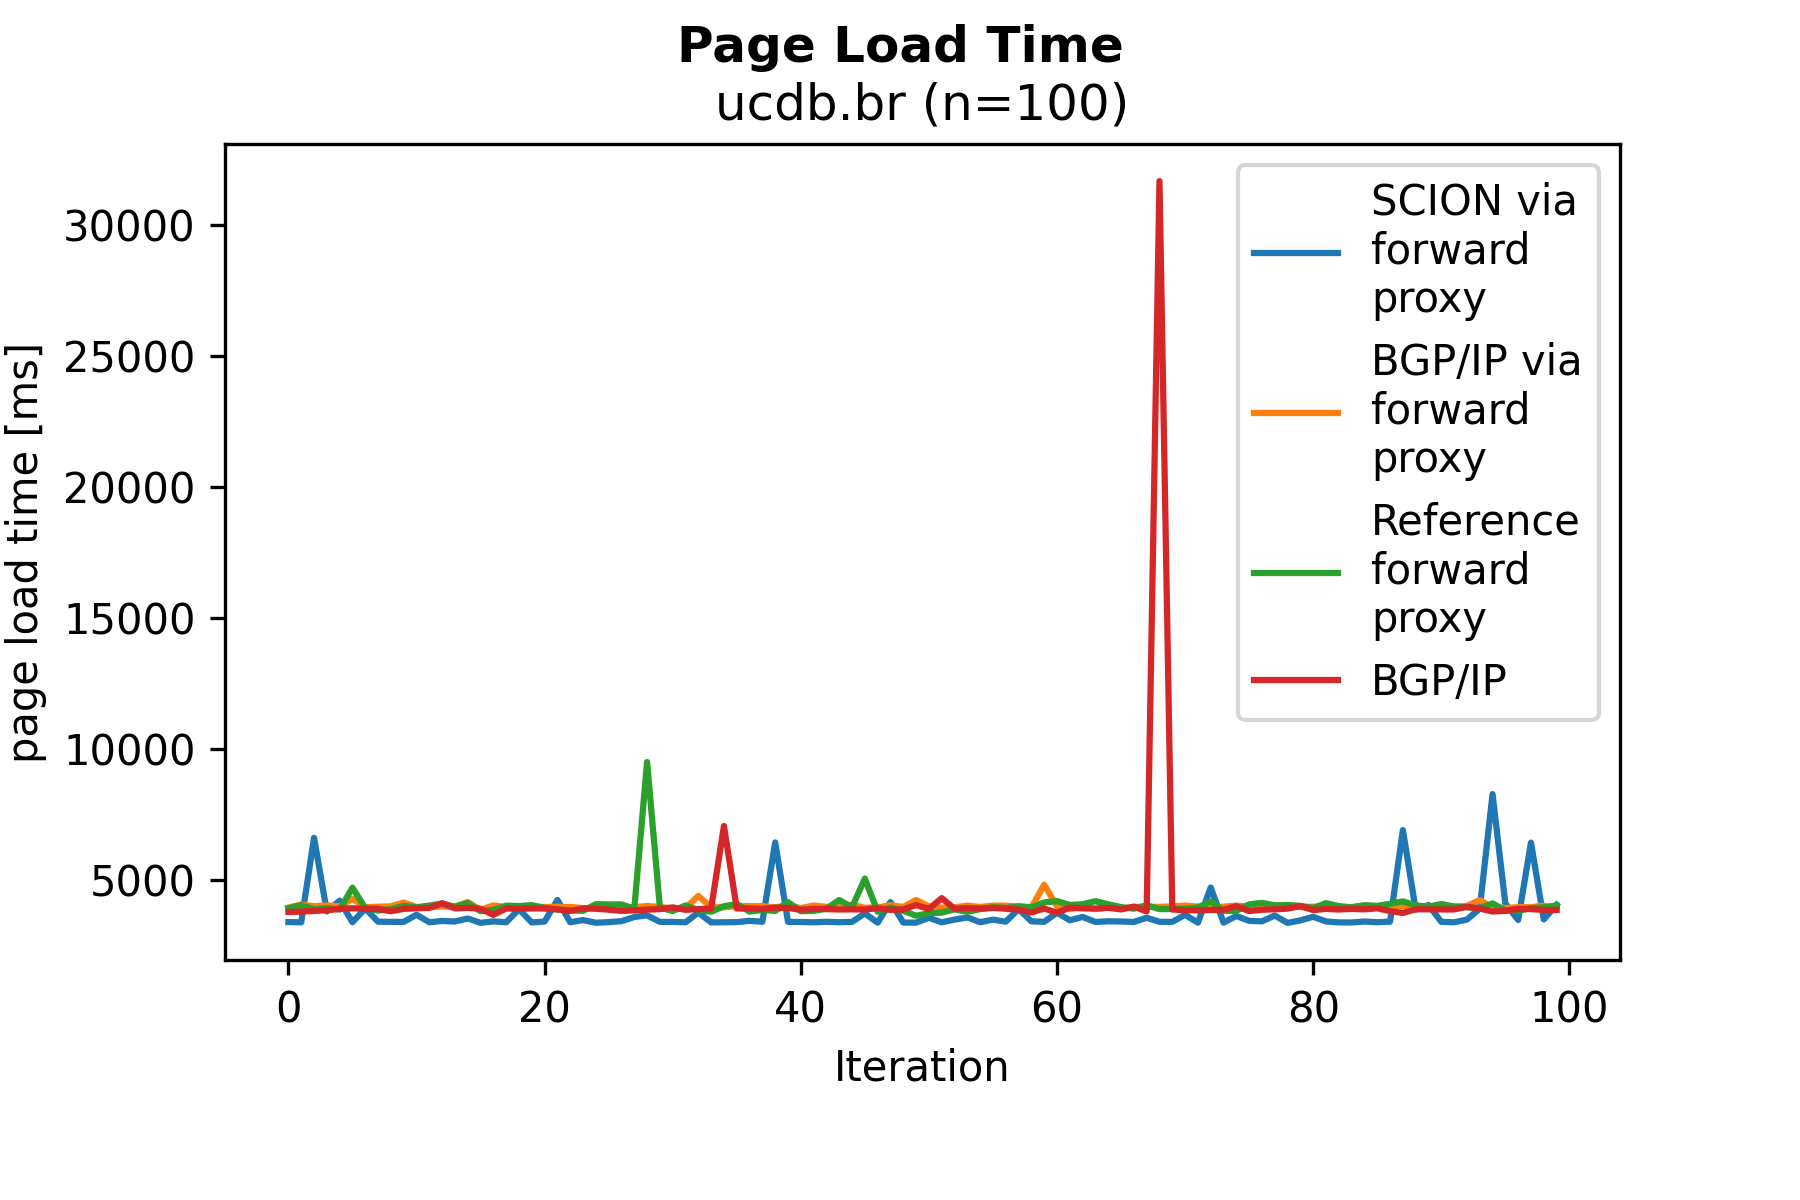 Page Load Time
ucdb.br (n=100)
page load time [ms]
30000
25000
20000
15000
10000
5000
SCION via
forward
proxy
BGP/IP via
forward
proxy
Reference
forward
proxy
BGP/IP
0 20 40 60 80 100
Iteration